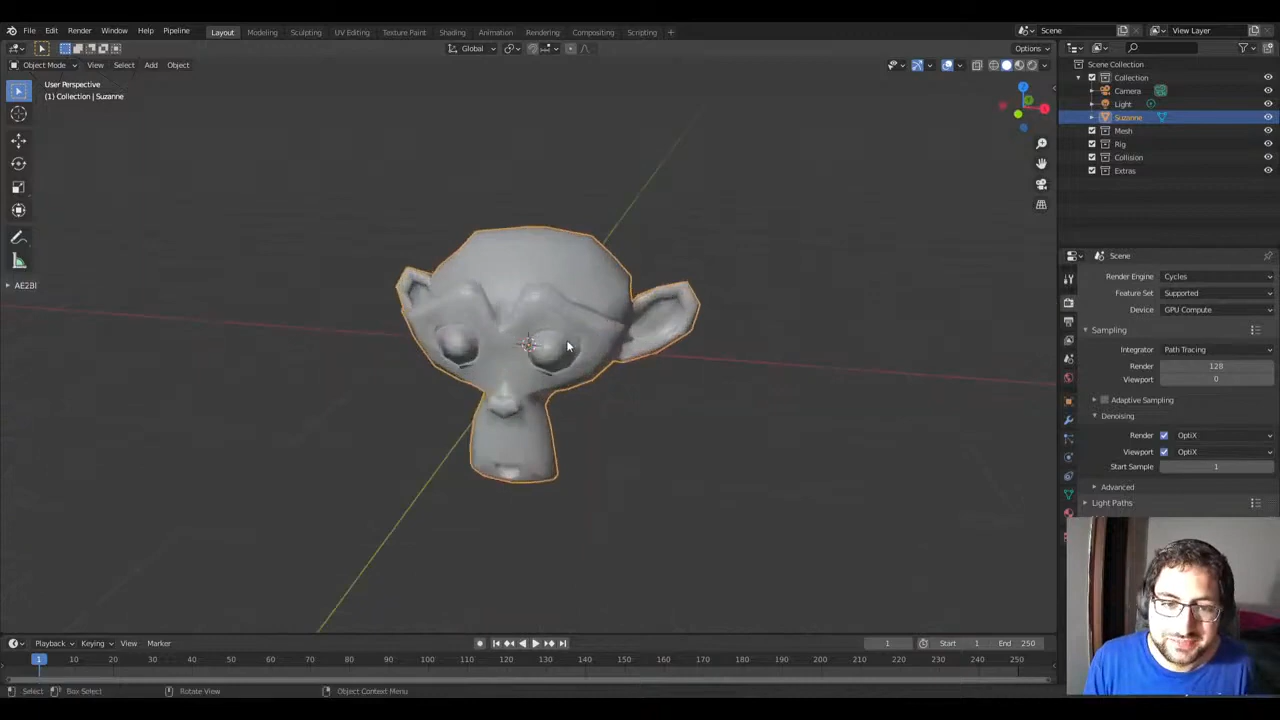 File Edit Render Window Help Pipeline Layout Modeling Sculpting UV Editing Texture Paint Shading Animation Rendering Compositing Scripting + Scene View Layer
Global Options
Object Mode View Select Add Object
User Perspective
(1) Collection | Suzanne
AE2BI
Scene Collection
Collection
Camera
Light
Suzanne
Mesh
Rig
Collision
Extras
Scene
Render Engine Cycles
Feature Set Supported
Device GPU Compute
Sampling
Integrator Path Tracing
Render 128
Viewport 0
Adaptive Sampling
Denoising
Render OptiX
Viewport OptiX
Start Sample 1
Advanced
Light Paths
Playback Keying View Marker 1 Start 1 End 250
1 10 20 30 40 50 60 70 80 90 100 110 120 130 140 150 160 170 180 190 200 210 220 230 240 250
Select Box Select Rotate View Object Context Menu